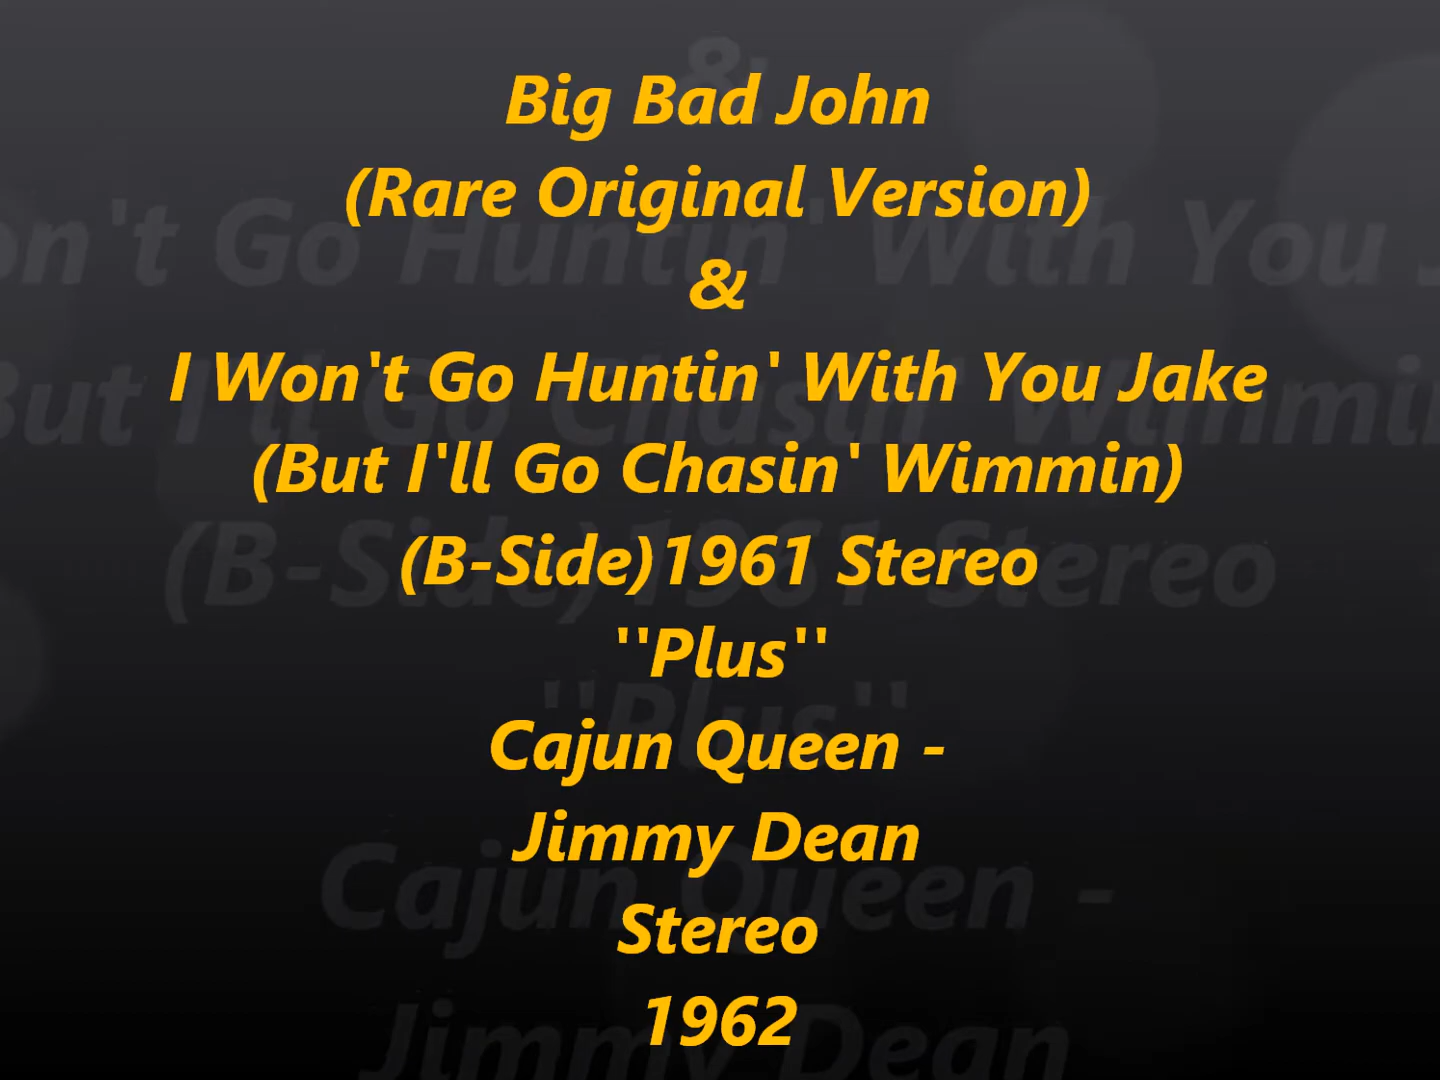 Big Bad John
(Rare Original Version)
&
I Won't Go Huntin' With You Jake
(But I'll Go Chasin' Wimmin)
(B-Side)1961 Stereo
''Plus''
Cajun Queen -
Jimmy Dean
Stereo
1962